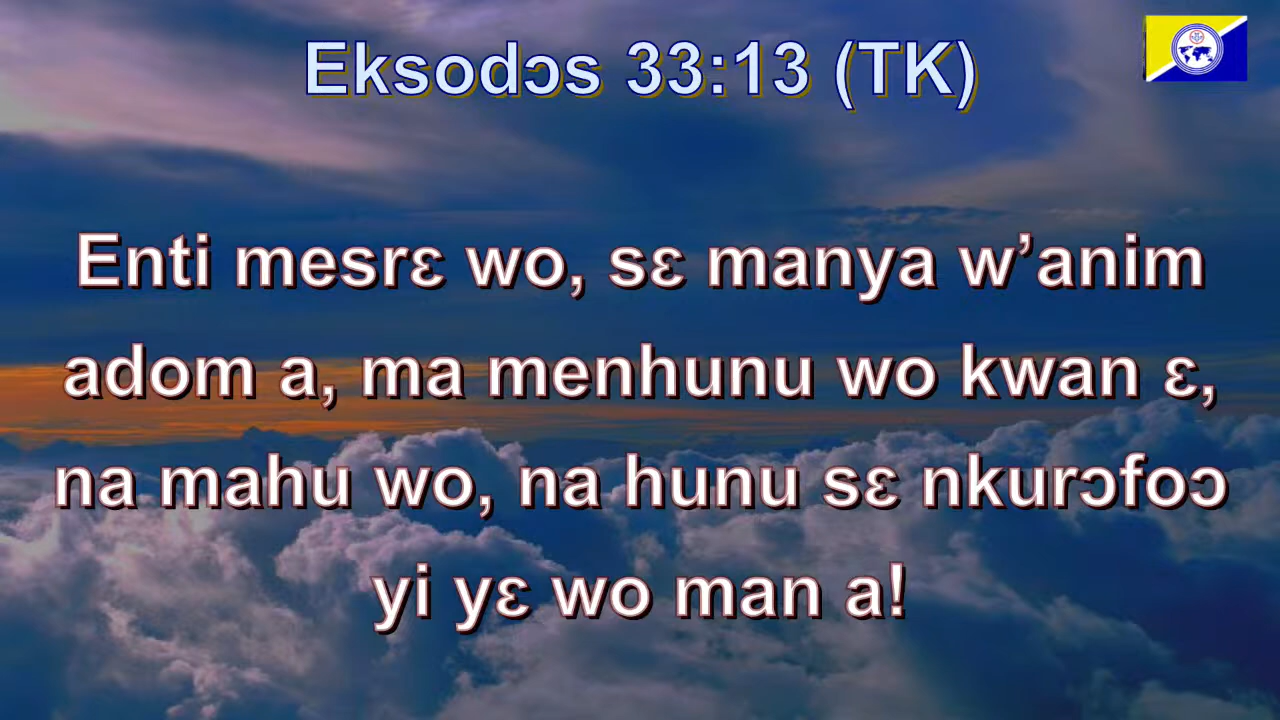 Eksodɔs 33:13 (TK)
Enti mesrɛ wo, sɛ manya w’anim
adom a, ma menhunu wo kwan ɛ,
na mahu wo, na hunu sɛ nkurɔfoɔ
yi yɛ wo man a!